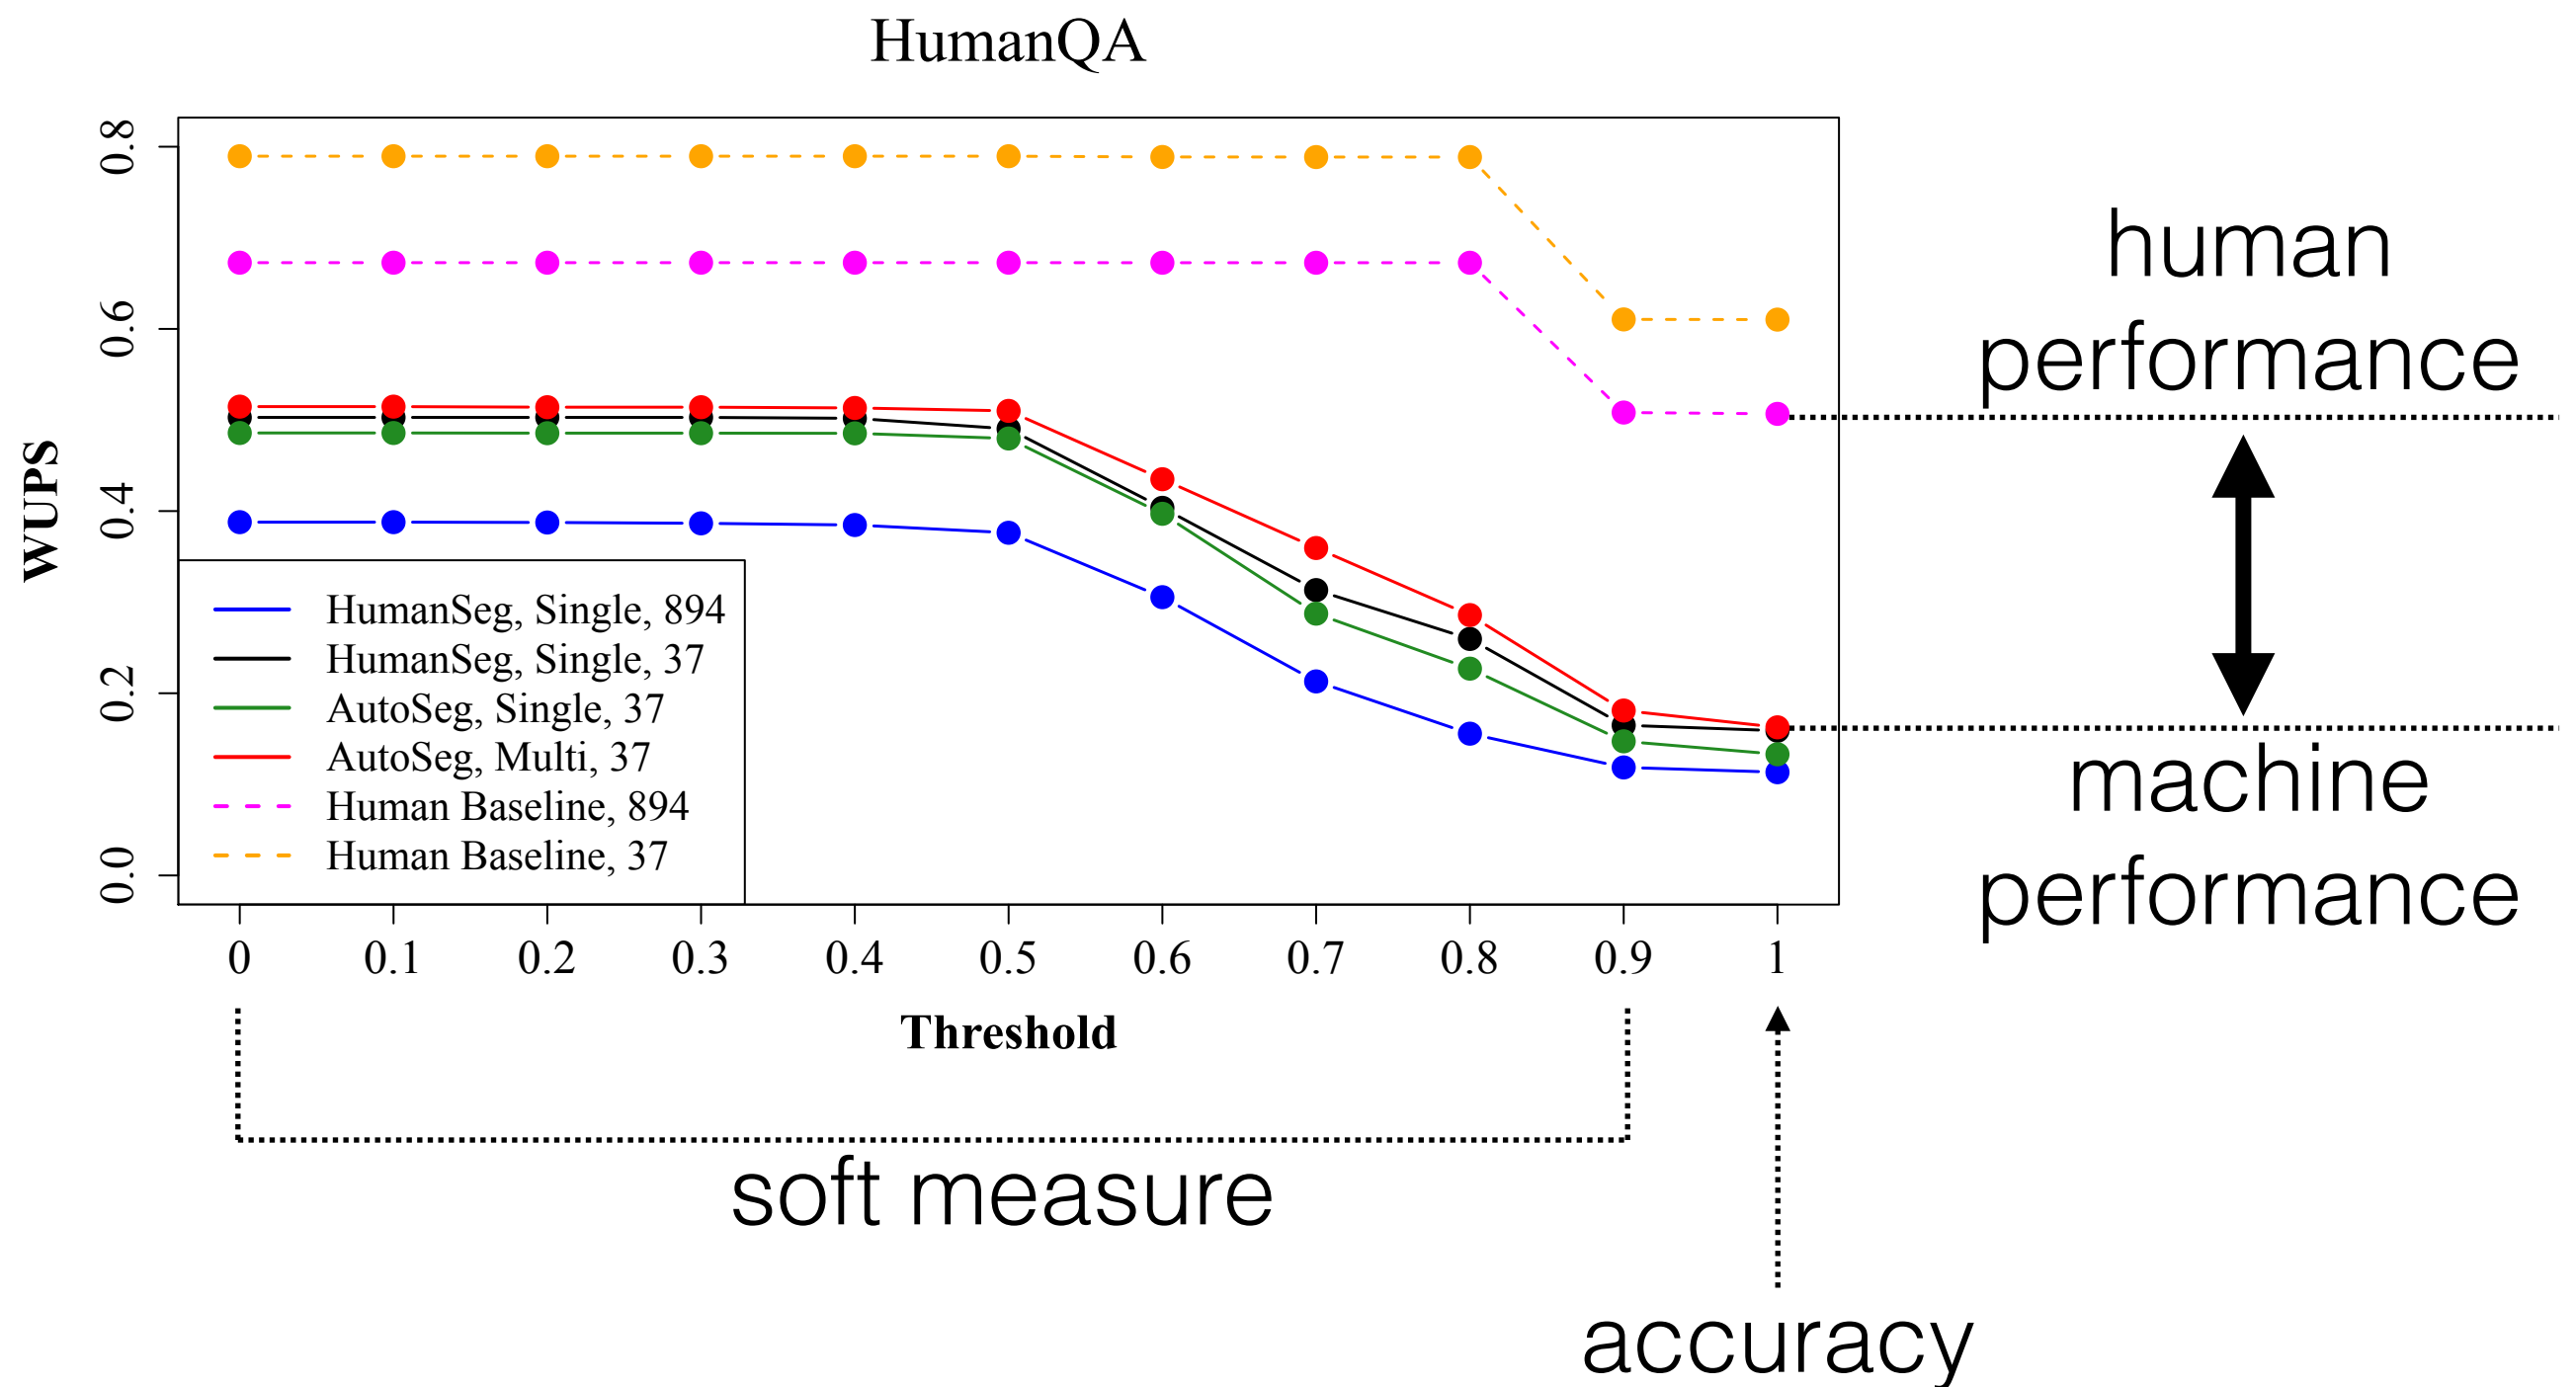 HumanQA
WUPS
0.8
0.6
0.4
0.2
0.0
HumanSeg, Single, 894
HumanSeg, Single, 37
AutoSeg, Single, 37
AutoSeg, Multi, 37
Human Baseline, 894
Human Baseline, 37
0 0.1 0.2 0.3 0.4 0.5 0.6 0.7 0.8 0.9 1
Threshold
human
performance
machine
performance
soft measure
accuracy